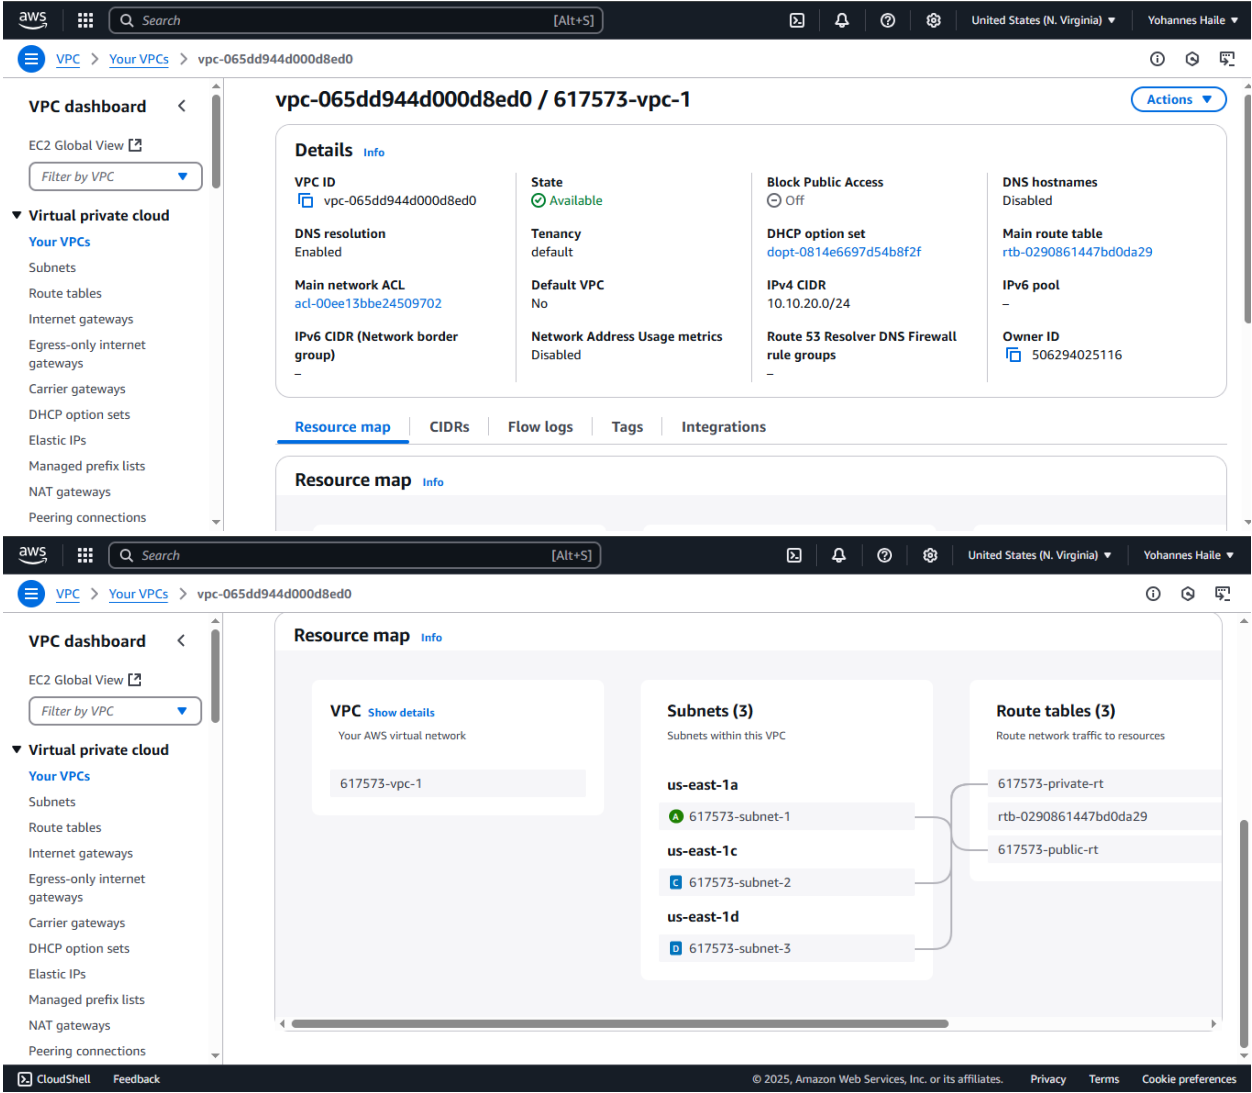 aws
Search [Alt+S]
United States (N. Virginia) ▼ Yohannes Haile ▼
VPC > Your VPCs > vpc-065dd944d000d8ed0
VPC dashboard
EC2 Global View
Filter by VPC
Virtual private cloud
Your VPCs
Subnets
Route tables
Internet gateways
Egress-only internet
gateways
Carrier gateways
DHCP option sets
Elastic IPs
Managed prefix lists
NAT gateways
Peering connections
vpc-065dd944d000d8ed0 / 617573-vpc-1
Actions ▼
Details Info
VPC ID
vpc-065dd944d000d8ed0
State
Available
Block Public Access
Off
DNS hostnames
Disabled
DNS resolution
Enabled
Tenancy
default
DHCP option set
dopt-0814e6697d54b8f2f
Main route table
rtb-0290861447bd0da29
Main network ACL
acl-00ee13bbe24509702
Default VPC
No
IPv4 CIDR
10.10.20.0/24
IPv6 pool
–
IPv6 CIDR (Network border
group)
–
Network Address Usage metrics
Disabled
Route 53 Resolver DNS Firewall
rule groups
–
Owner ID
506294025116
Resource map CIDRs Flow logs Tags Integrations
Resource map Info
aws
Search [Alt+S]
United States (N. Virginia) ▼ Yohannes Haile ▼
VPC > Your VPCs > vpc-065dd944d000d8ed0
VPC dashboard
EC2 Global View
Filter by VPC
Virtual private cloud
Your VPCs
Subnets
Route tables
Internet gateways
Egress-only internet
gateways
Carrier gateways
DHCP option sets
Elastic IPs
Managed prefix lists
NAT gateways
Peering connections
Resource map Info
VPC Show details
Your AWS virtual network
617573-vpc-1
Subnets (3)
Subnets within this VPC
us-east-1a
A 617573-subnet-1
us-east-1c
C 617573-subnet-2
us-east-1d
D 617573-subnet-3
Route tables (3)
Route network traffic to resources
617573-private-rt
rtb-0290861447bd0da29
617573-public-rt
CloudShell Feedback © 2025, Amazon Web Services, Inc. or its affiliates. Privacy Terms Cookie preferences